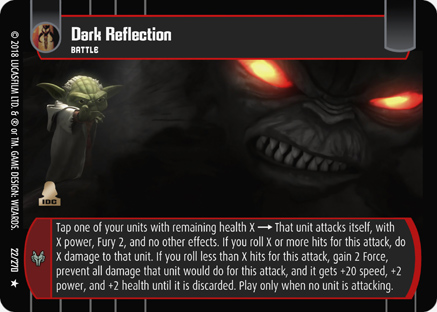 Dark Reflection
BATTLE
IDC
Tap one of your units with remaining health X → That unit attacks itself, with
X power, Fury 2, and no other effects. If you roll X or more hits for this attack, do
X damage to that unit. If you roll less than X hits for this attack, gain 2 Force,
prevent all damage that unit would do for this attack, and it gets +20 speed, +2
power, and +2 health until it is discarded. Play only when no unit is attacking.
© 2018 LUCASFILM LTD. & ® or TM. GAME DESIGN: WIZARDS.
22/270 ★